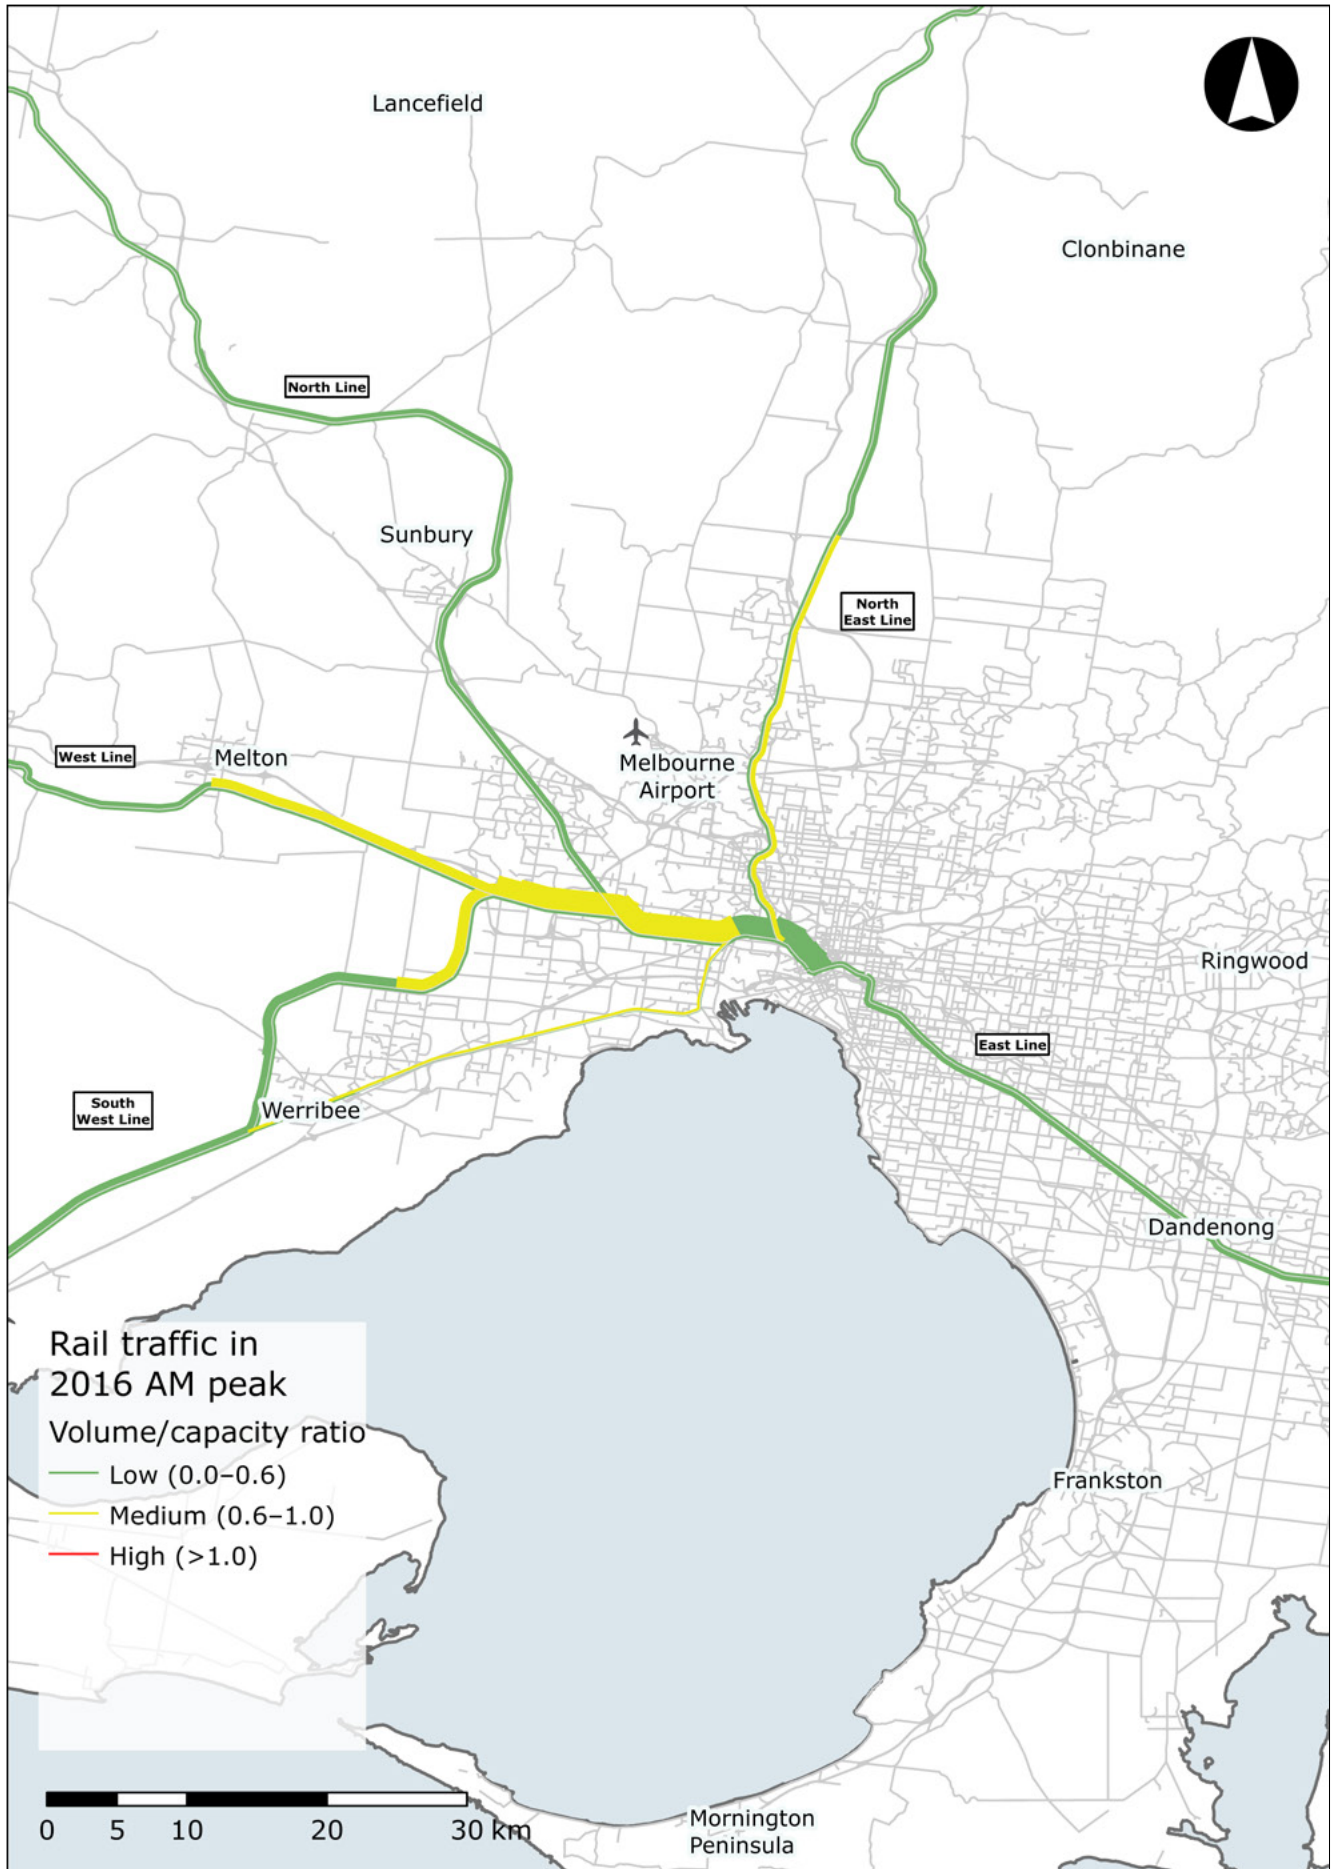 Lancefield
Clonbinane
North Line
Sunbury
North
East Line
West Line
Melton
Melbourne
Airport
Ringwood
East Line
South
West Line
Werribee
Dandenong
Rail traffic in
2016 AM peak
Volume/capacity ratio
Low (0.0–0.6)
Medium (0.6–1.0)
High (>1.0)
Frankston
0 5 10 20 30 km
Mornington
Peninsula